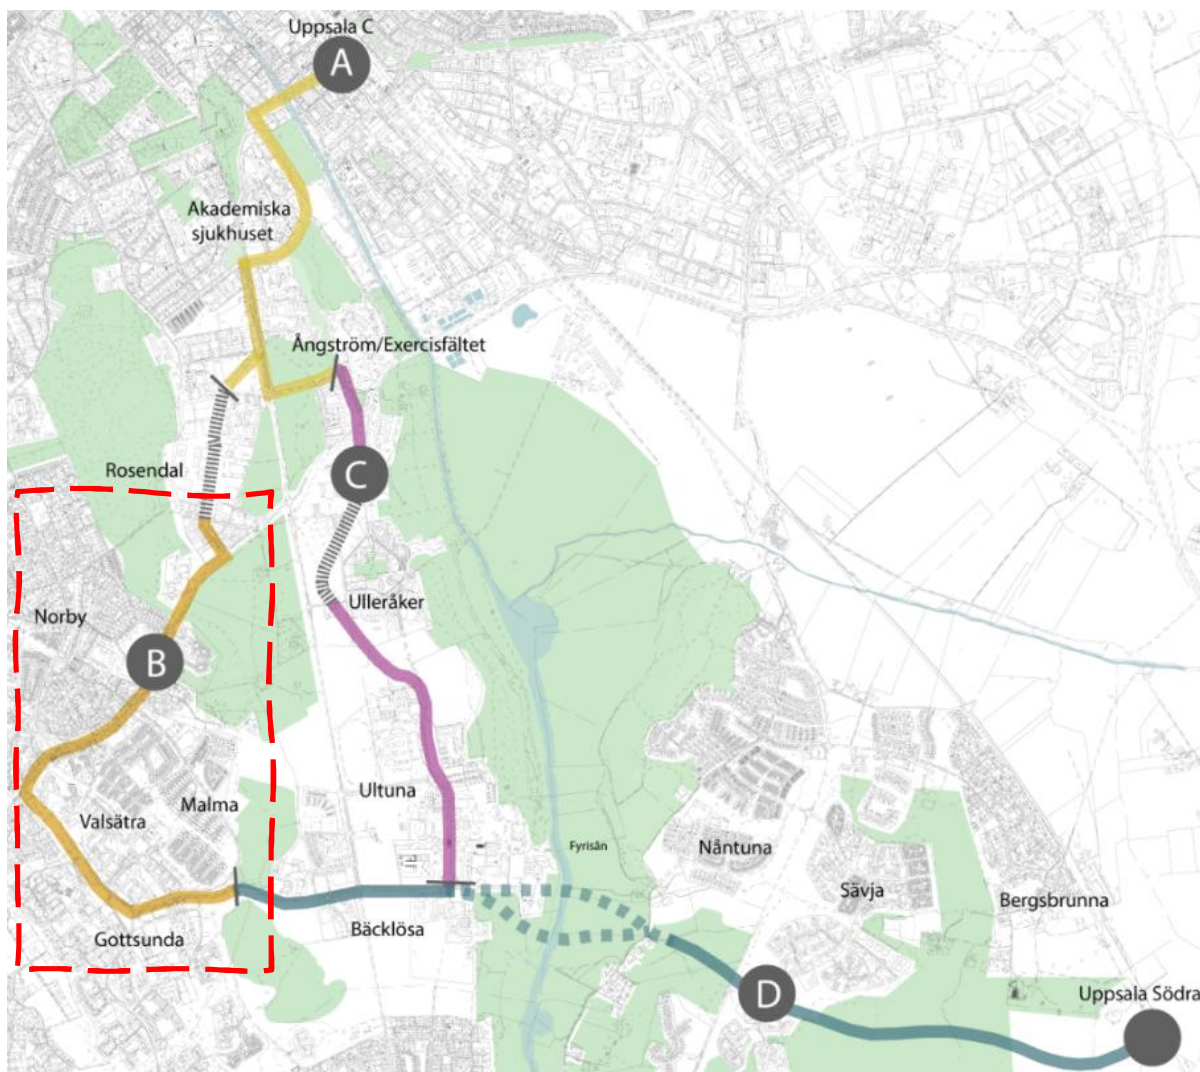 Uppsala C
A
Akademiska
sjukhuset
Ångström/Exercisfältet
Rosendal
C
Ulleråker
Norby
B
Ultuna
Malma
Valsätra
Fyrisån
Nåntuna
Sävja
Bergsbrunna
Bäcklösa
Gottsunda
D
Uppsala Södra